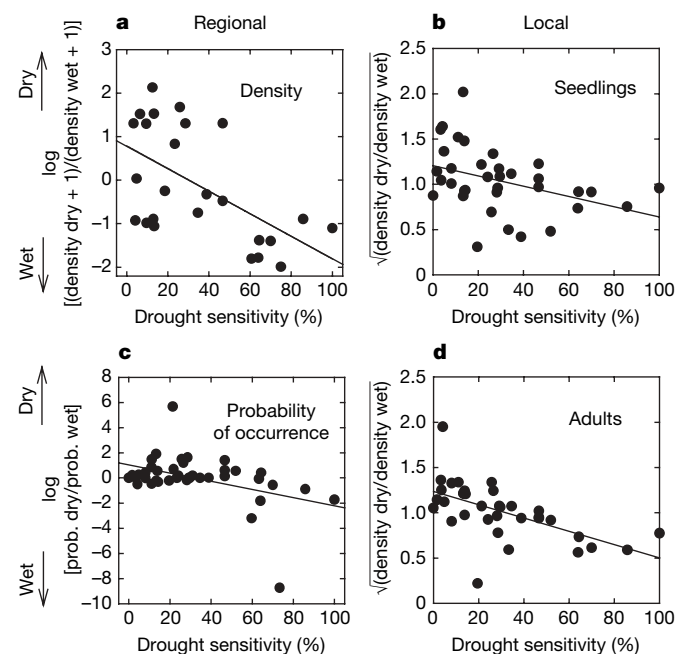 Regional
Local
a
Density
3
2
1
0
−1
−2
0 20 40 60 80 100
Drought sensitivity (%)
Dry
Wet
log
[(density dry + 1)/(density wet + 1)]
b
Seedlings
2.5
2.0
1.5
1.0
0.5
0
0 20 40 60 80 100
Drought sensitivity (%)
√(density dry/density wet)
c
Probability
of occurrence
8
6
4
2
0
−2
−4
−6
−8
−10
0 20 40 60 80 100
Drought sensitivity (%)
Dry
Wet
log
[prob. dry/prob. wet]
d
Adults
2.5
2.0
1.5
1.0
0.5
0
0 20 40 60 80 100
Drought sensitivity (%)
√(density dry/density wet)